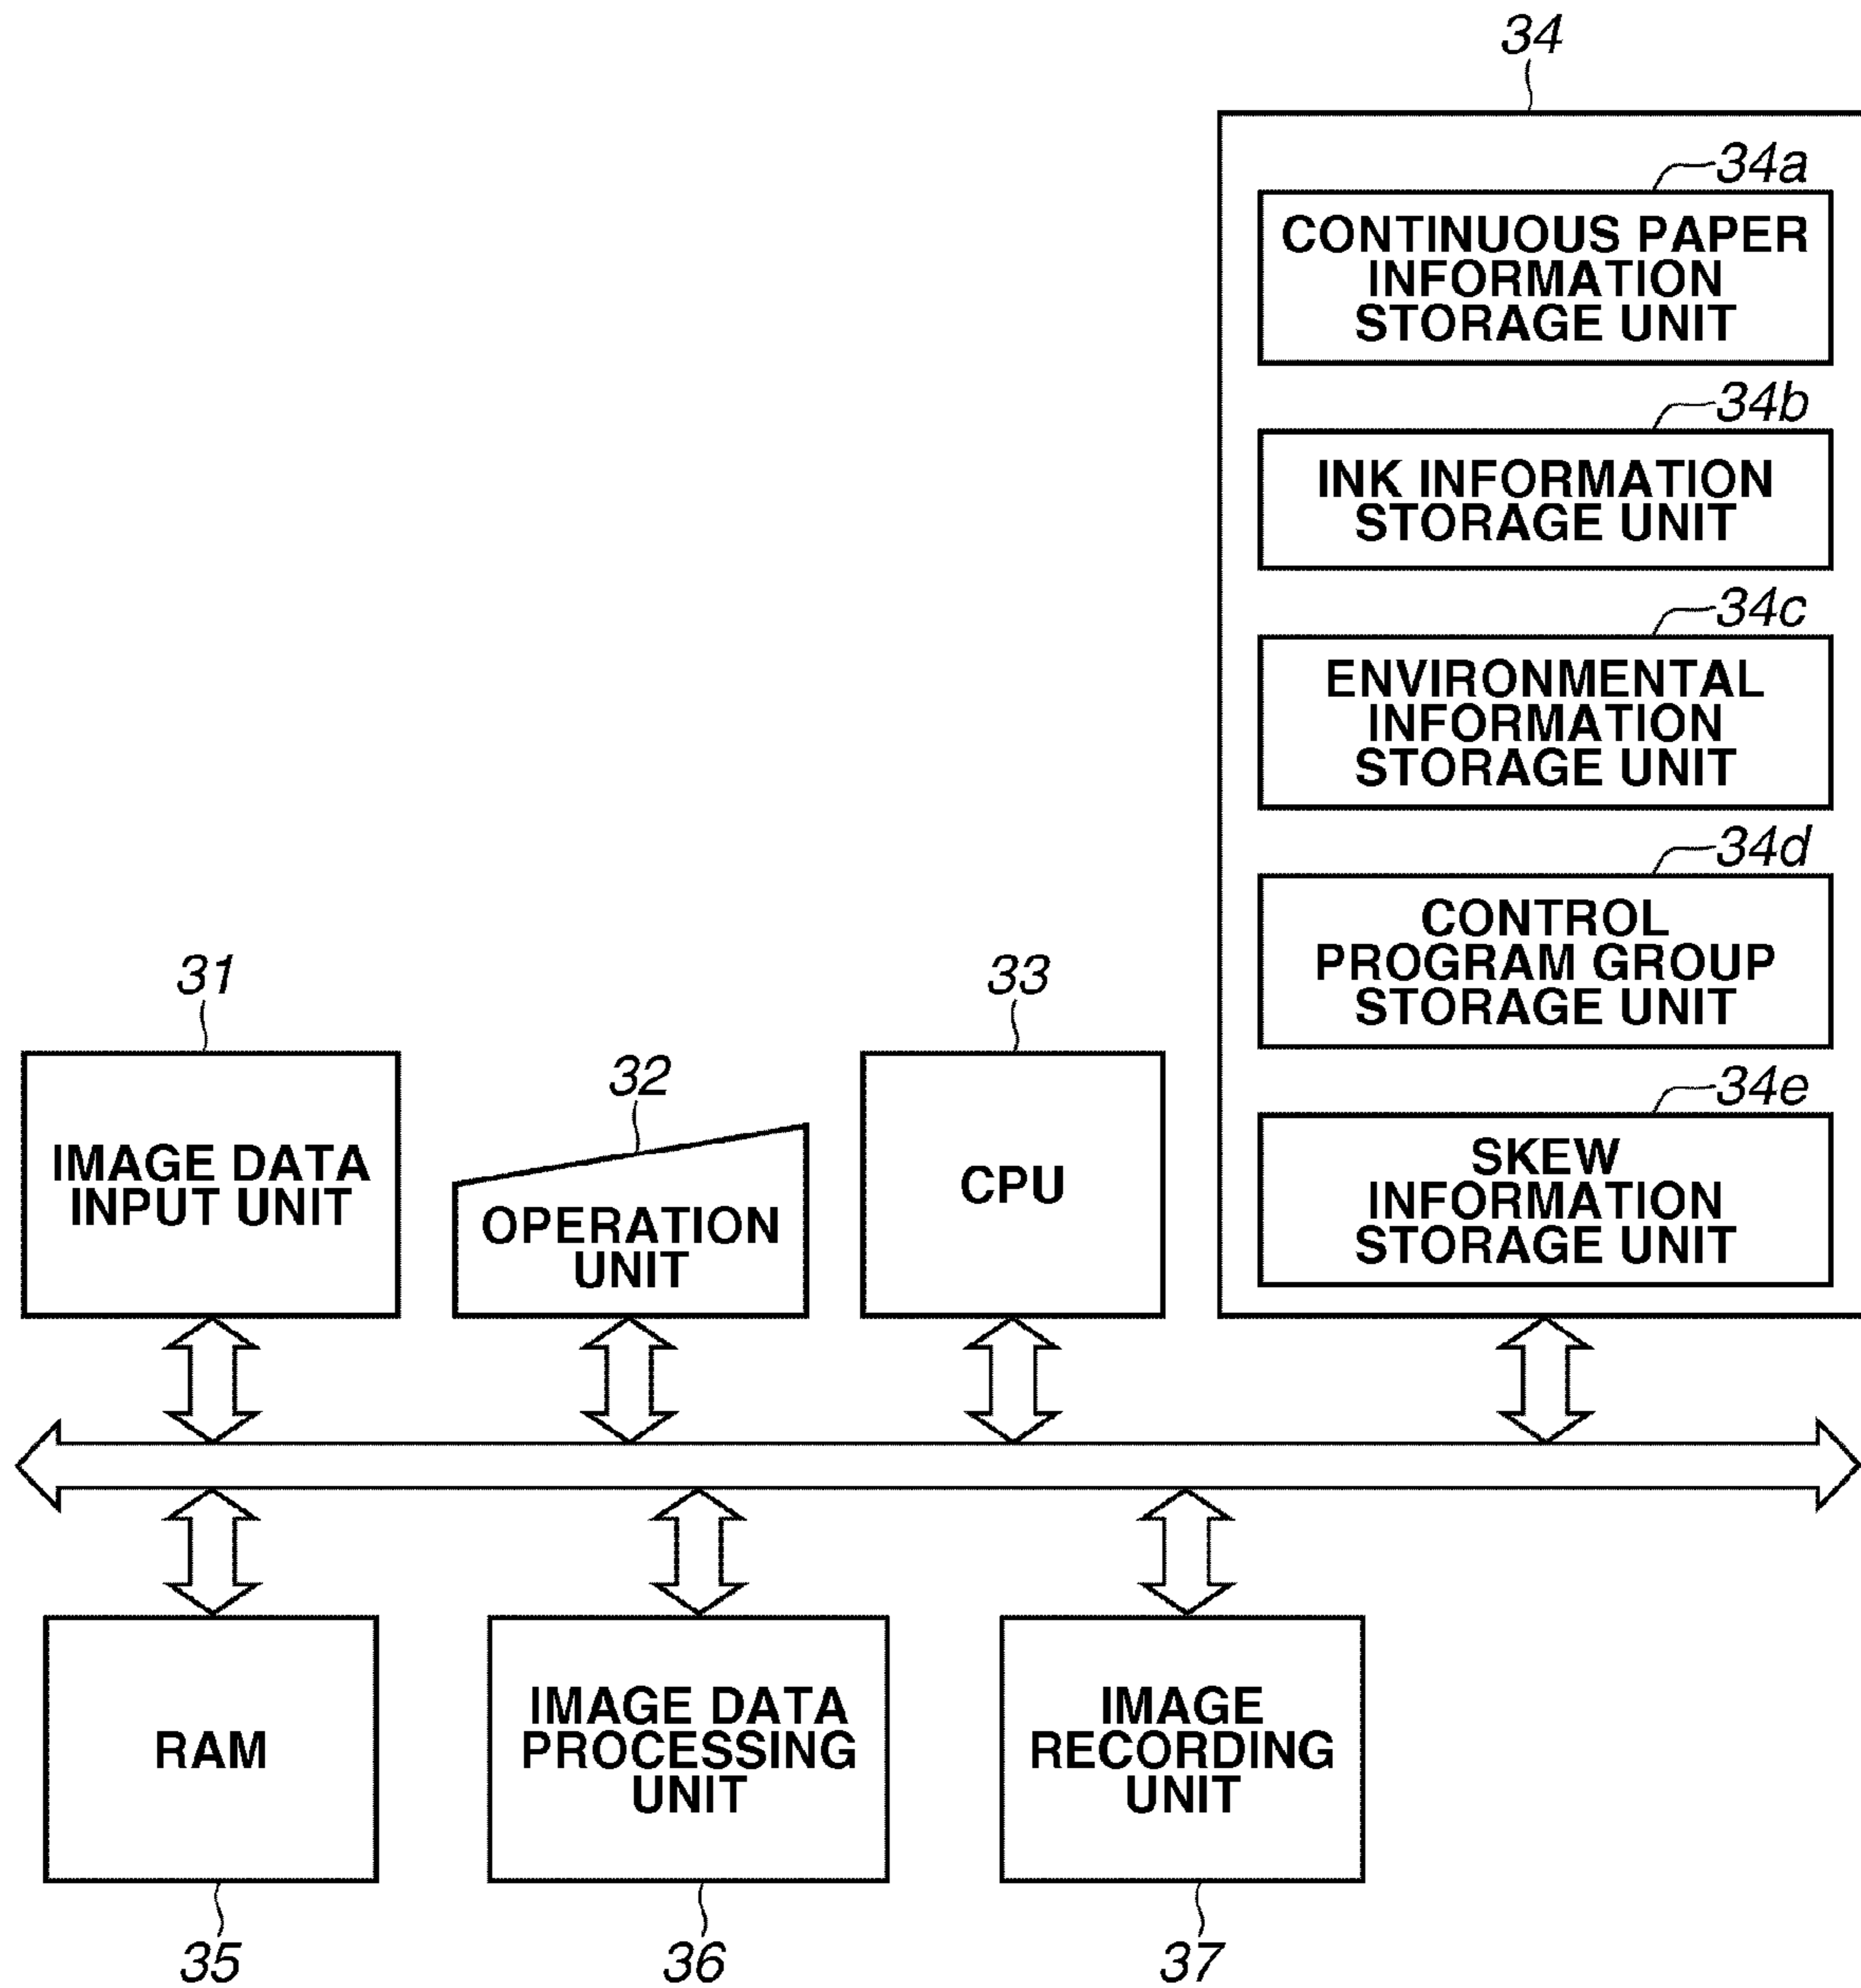 34
34a
CONTINUOUS PAPER
INFORMATION
STORAGE UNIT
34b
INK INFORMATION
STORAGE UNIT
34c
ENVIRONMENTAL
INFORMATION
STORAGE UNIT
34d
CONTROL
PROGRAM GROUP
STORAGE UNIT
34e
SKEW
INFORMATION
STORAGE UNIT
31
IMAGE DATA
INPUT UNIT
32
OPERATION
UNIT
33
CPU
RAM
35
IMAGE DATA
PROCESSING
UNIT
36
IMAGE
RECORDING
UNIT
37